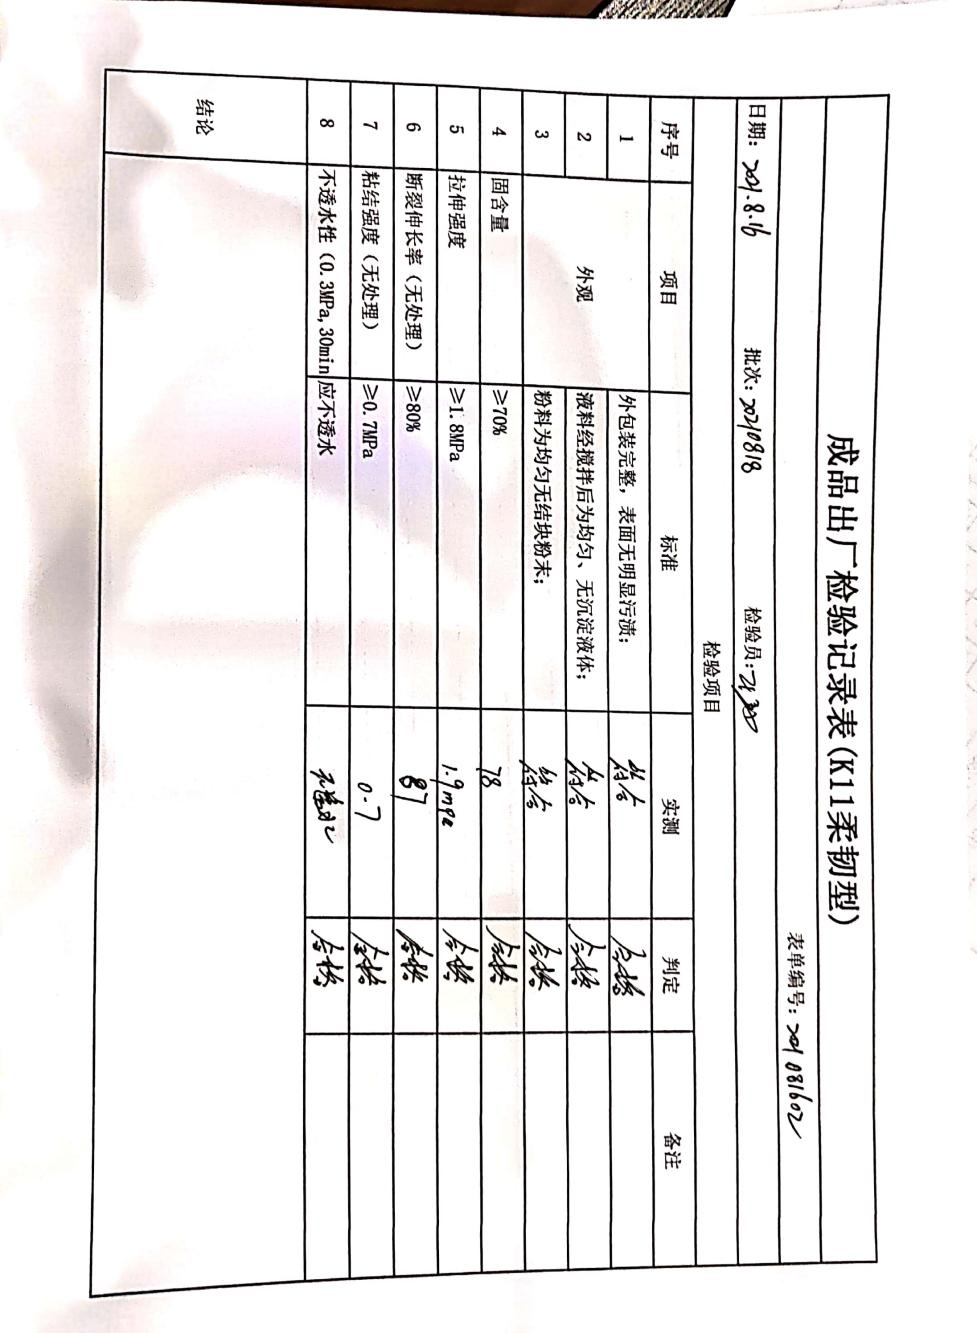 成品出厂检验记录表(K11柔韧型)
表单编号：2021081602
日期：2021.8.16 批次：20210818 检验员：
检验项目
序号 项目 标准 实测 判定 备注
1 外观 外包装完整，表面无明显污渍； 符合 合格
2 液料经搅拌后为均匀、无沉淀液体； 符合 合格
3 粉料为均匀无结块粉末； 符合 合格
4 固含量 ≥70% 78 合格
5 拉伸强度 ≥1.8MPa 1.9mpa 合格
6 断裂伸长率（无处理） ≥80% 87 合格
7 粘结强度（无处理） ≥0.7MPa 0.7 合格
8 不透水性（0.3MPa,30min 应不透水 合格
结论